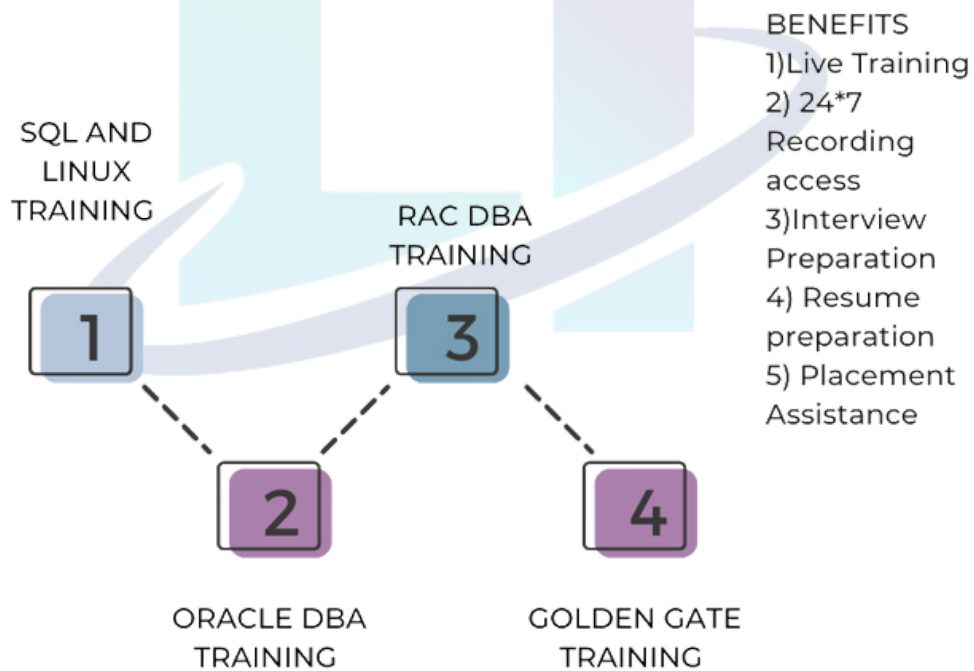 SQL AND
LINUX
TRAINING
1
2
ORACLE DBA
TRAINING
RAC DBA
TRAINING
3
4
GOLDEN GATE
TRAINING
BENEFITS
1)Live Training
2) 24*7
Recording
access
3)Interview
Preparation
4) Resume
preparation
5) Placement
Assistance